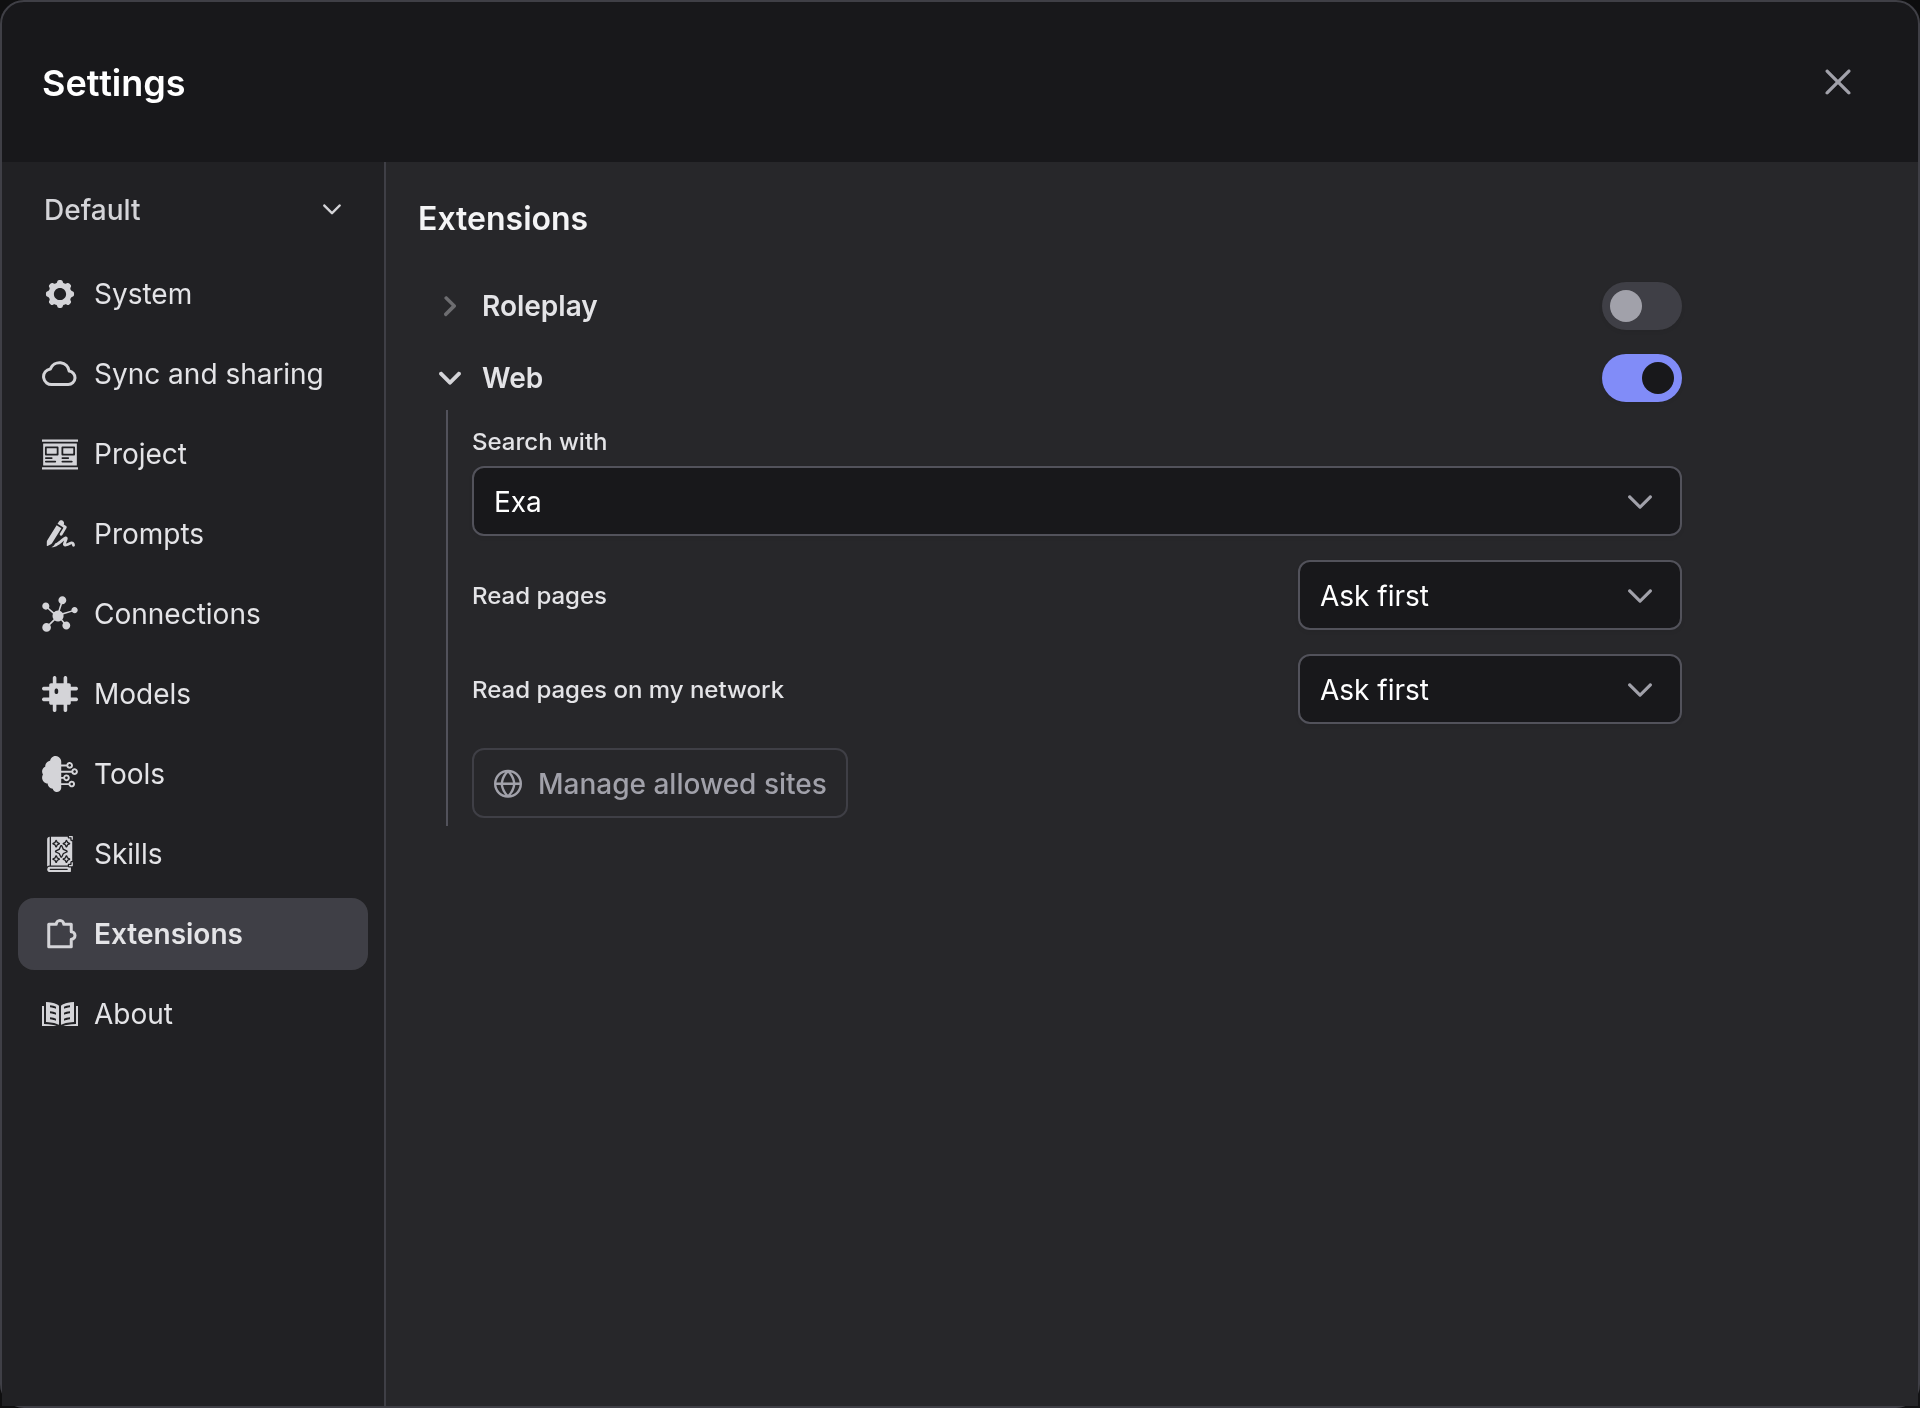 Settings
Default
System
Sync and sharing
Project
Prompts
Connections
Models
Tools
Skills
Extensions
About
Extensions
Roleplay
Web
Search with
Exa
Read pages
Ask first
Read pages on my network
Ask first
Manage allowed sites